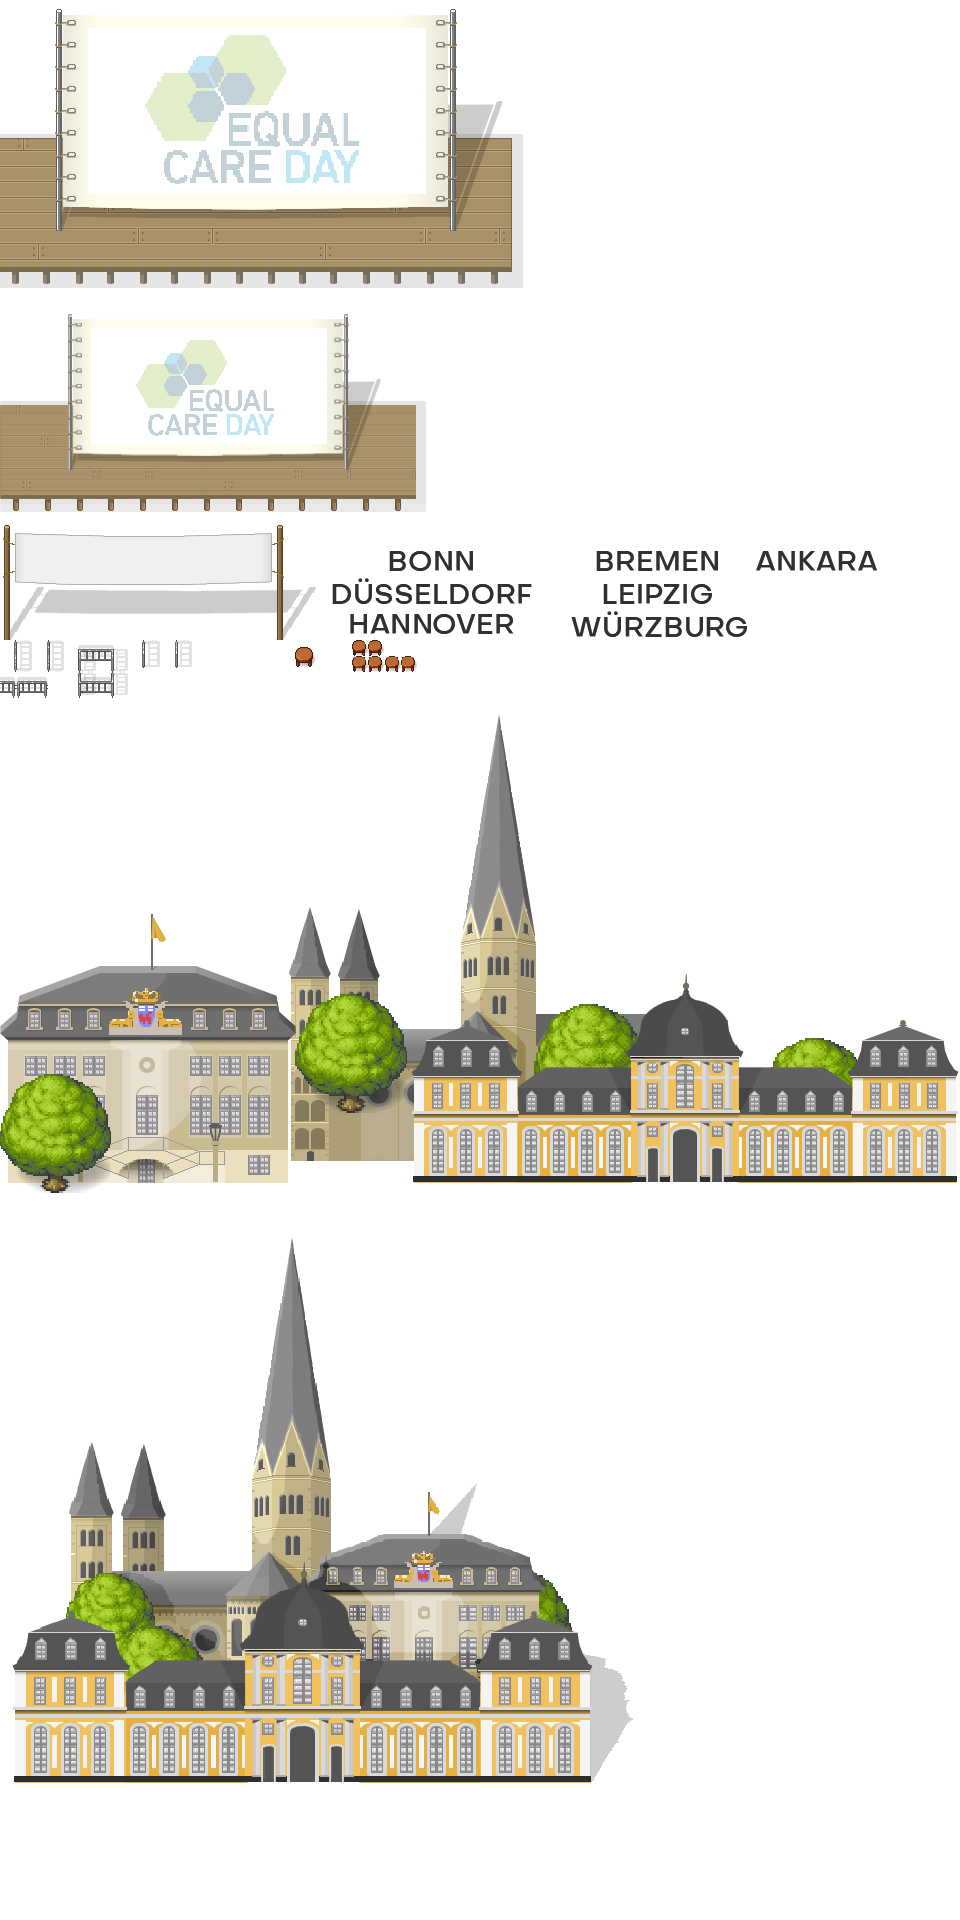 EQUAL
CARE DAY
EQUAL
CARE DAY
BONN
DÜSSELDORF
HANNOVER
BREMEN
LEIPZIG
WÜRZBURG
ANKARA